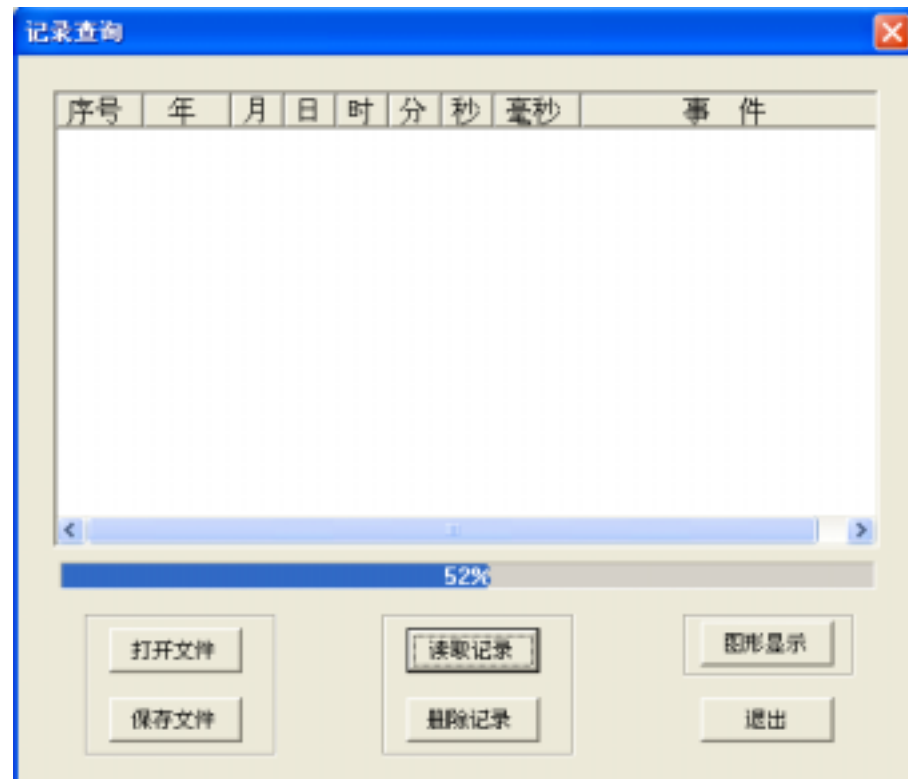 记录查询
序号 年 月 日 时 分 秒 毫秒 事 件
52%
打开文件 读取记录 图形显示
保存文件 删除记录 退出